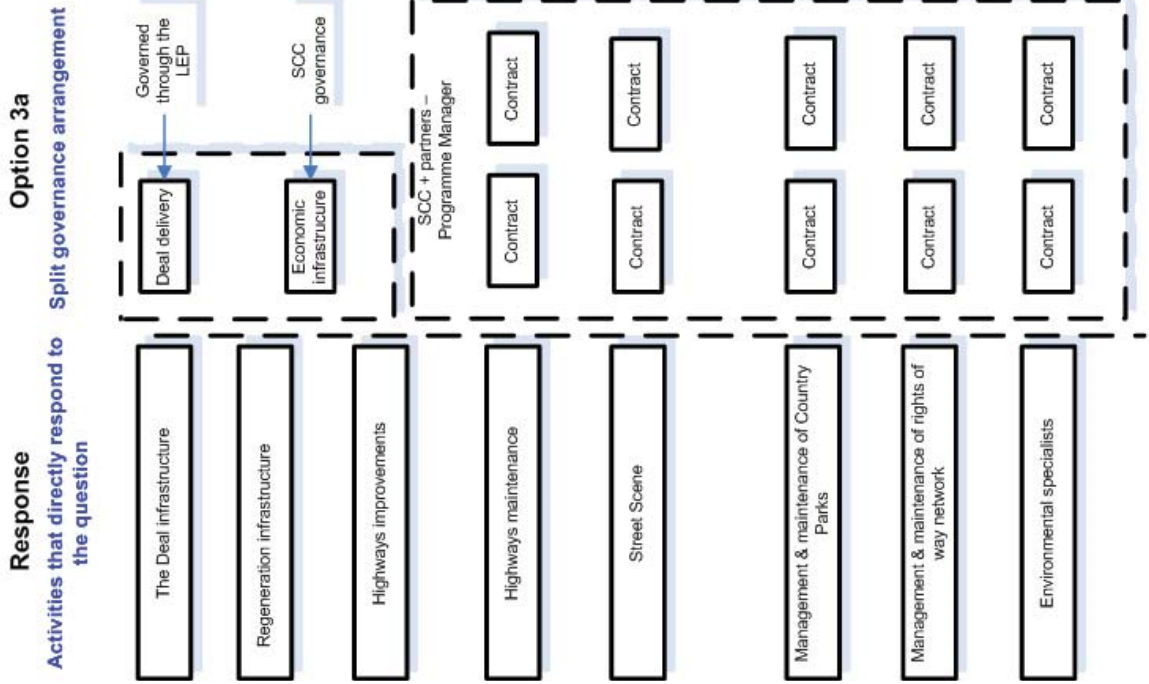 Response
Activities that directly respond to
the question
The Deal infrastructure
Regeneration infrastructure
Highways improvements
Highways maintenance
Street Scene
Management & maintenance of Country
Parks
Management & maintenance of rights of
way network
Environmental specialists
Option 3a
Split governance arrangement
Deal delivery
Governed
through the
LEP
Economic
infrastrucure
SCC
governance
SCC + partners –
Programme Manager
Contract
Contract
Contract
Contract
Contract
Contract
Contract
Contract
Contract
Contract